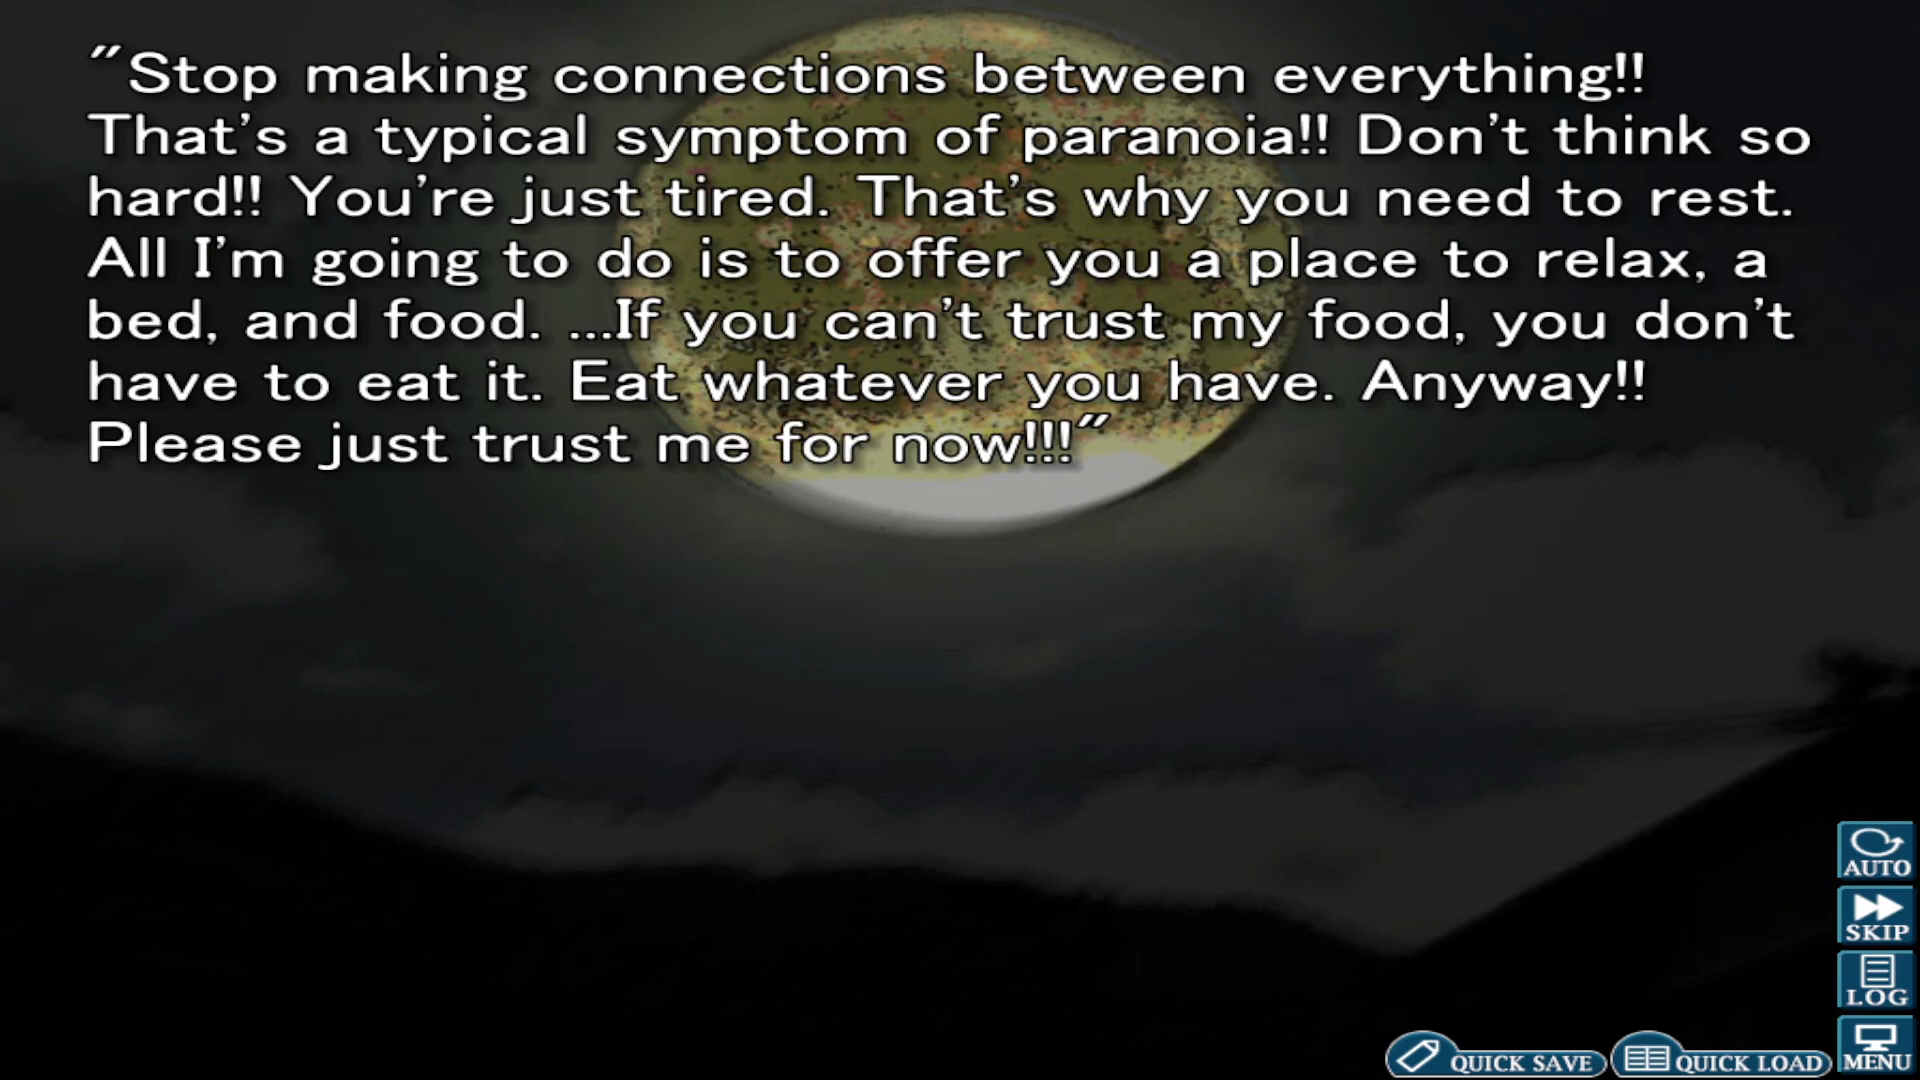 "Stop making connections between everything!!
That's a typical symptom of paranoia!! Don't think so
hard!! You're just tired. That's why you need to rest.
All I'm going to do is to offer you a place to relax, a
bed, and food. ...If you can't trust my food, you don't
have to eat it. Eat whatever you have. Anyway!!
Please just trust me for now!!!"
AUTO
SKIP
LOG
MENU
QUICK SAVE
QUICK LOAD